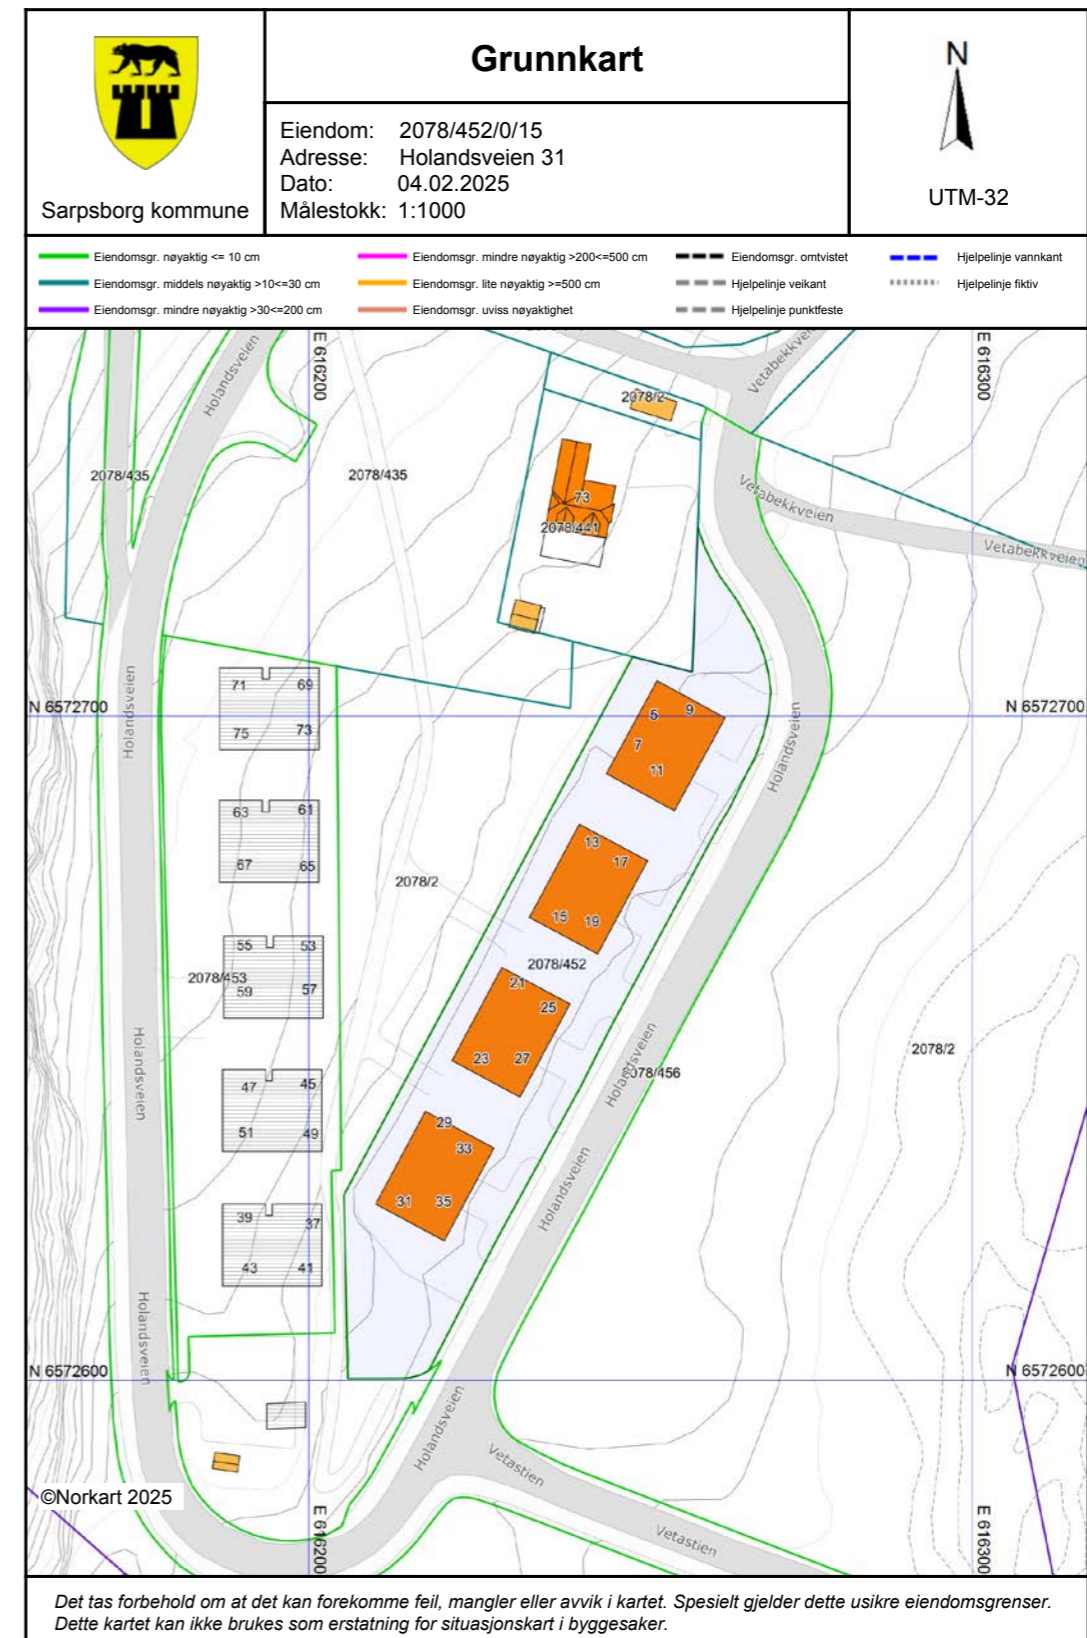 Grunnkart
Eiendom: 2078/452/0/15
Adresse: Holandsveien 31
Dato: 04.02.2025
Målestokk: 1:1000
Sarpsborg kommune
N
UTM-32
Eiendomsgr. nøyaktig <= 10 cm
Eiendomsgr. middels nøyaktig >10<=30 cm
Eiendomsgr. mindre nøyaktig >30<=200 cm
Eiendomsgr. mindre nøyaktig >200<=500 cm
Eiendomsgr. lite nøyaktig >=500 cm
Eiendomsgr. uviss nøyaktighet
Eiendomsgr. omtvistet
Hjelpelinje veikant
Hjelpelinje punktfeste
Hjelpelinje vannkant
Hjelpelinje fiktiv
Holandsveien
E 616200
E 616300
Vetabekkveien
2078/2
2078/435
2078/435
73
2078/441
Vetabekkveien
Vetabekkveien
Holandsveien
71
69
75
73
N 6572700
N 6572700
5
9
7
11
Holandsveien
63
61
67
65
13
17
15
19
2078/2
2078/452
55
53
2078/453
59
57
21
25
23
27
Holandsveien
2078/456
2078/2
Holandsveien
47
45
51
49
29
33
31
35
Holandsveien
39
37
43
41
Holandsveien
N 6572600
N 6572600
Holandsveien
Vetastien
Vetastien
©Norkart 2025
E 616200
E 616300
Det tas forbehold om at det kan forekomme feil, mangler eller avvik i kartet. Spesielt gjelder dette usikre eiendomsgrenser.
Dette kartet kan ikke brukes som erstatning for situasjonskart i byggesaker.